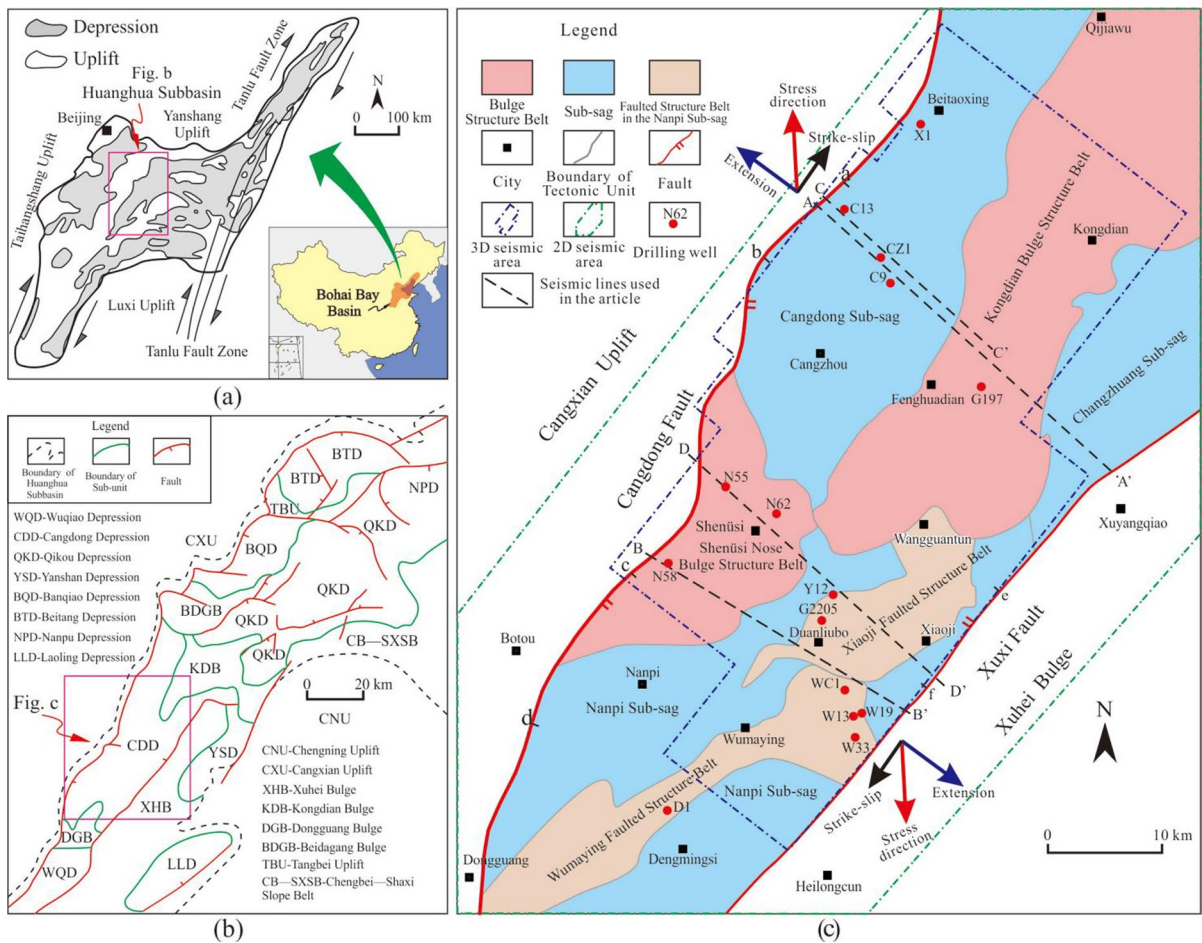 Depression
Uplift
Fig. b
Huanghua Subbasin
Beijing
Yanshang
Uplift
Tanlu Fault Zone
N
0 100 km
Taihangshang Uplift
Luxi Uplift
Tanlu Fault Zone
Bohai Bay
Basin
(a)
Legend
Boundary of
Huanghua
Subbasin
Boundary of
Sub-unit
Fault
WQD-Wuqiao Depression
CDD-Cangdong Depression
QKD-Qikou Depression
YSD-Yanshan Depression
BQD-Banqiao Depression
BTD-Beitang Depression
NPD-Nanpu Depression
LLD-Laoling Depression
BTD
BTD
NPD
TBU
QKD
CXU
BQD
QKD
BDGB
QKD
CB—SXSB
QKD
KDB
0 20 km
CNU
Fig. c
CDD
YSD
XHB
DGB
WQD
LLD
CNU-Chengning Uplift
CXU-Cangxian Uplift
XHB-Xuhei Bulge
KDB-Kongdian Bulge
DGB-Dongguang Bulge
BDGB-Beidagang Bulge
TBU-Tangbei Uplift
CB—SXSB-Chengbei—Shaxi
Slope Belt
(b)
Legend
Bulge
Structure Belt
Sub-sag
Faulted Structure Belt
in the Nanpi Sub-sag
City
Boundary of
Tectonic Unit
Fault
3D seismic
area
2D seismic
area
N62
Drilling well
Seismic lines used
in the article
Stress
direction
Strike-slip
Extension
Qijiawu
Beitaoxing
X1
a
C
A
C13
Kongdian Bulge Structure Belt
Kongdian
b
CZ1
C9
Cangdong Sub-sag
Cangzhou
C'
Cangxian Uplift
Fenghuadian
G197
Changzhuang Sub-sag
Cangdong Fault
D
A'
N55
N62
Xuyangqiao
Shenüsi
Wangguantun
Shenüsi Nose
Bulge Structure Belt
B
c
N58
Y12
G2205
Xiaoji Faulted Structure Belt
e
Duanliubo
Xiaoji
Botou
Xuxi Fault
Nanpi
Nanpi Sub-sag
WC1
f
D'
B'
Xuhei Bulge
d
W13
W19
Wumaying
W33
N
Wumaying Faulted Structure Belt
Nanpi Sub-sag
Strike-slip
Extension
Stress
direction
D1
Dengmingsi
0 10 km
Dongguang
Heilongcun
(c)